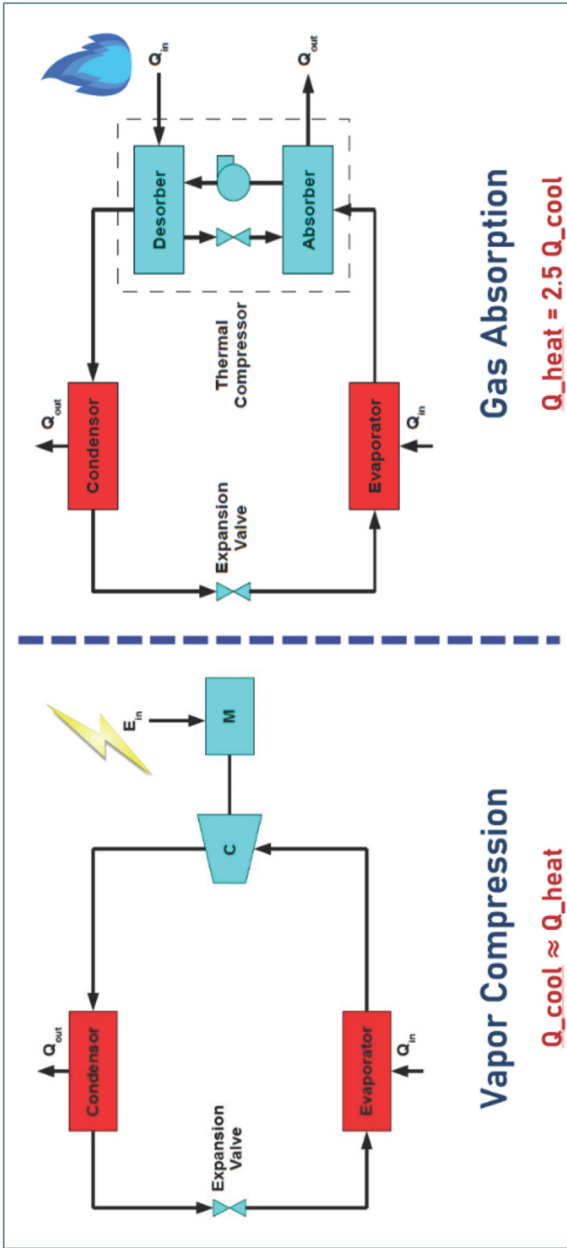 Q_out
Condensor
Expansion
Valve
E_in
M
C
Evaporator
Q_in
Vapor Compression
Q_cool ≈ Q_heat
Q_out
Condensor
Expansion
Valve
Thermal
Compressor
Q_in
Desorber
Absorber
Q_out
Evaporator
Q_in
Gas Absorption
Q_heat = 2.5 Q_cool